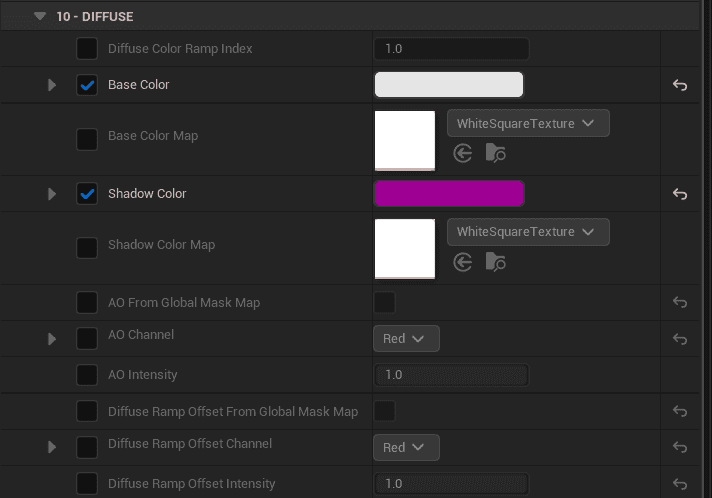 10 - DIFFUSE
Diffuse Color Ramp Index 1.0
Base Color
Base Color Map WhiteSquareTexture
Shadow Color
Shadow Color Map WhiteSquareTexture
AO From Global Mask Map
AO Channel Red
AO Intensity 1.0
Diffuse Ramp Offset From Global Mask Map
Diffuse Ramp Offset Channel Red
Diffuse Ramp Offset Intensity 1.0